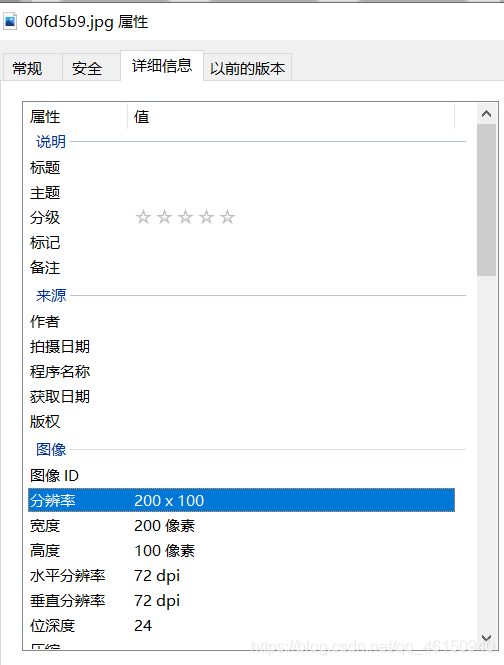 00fd5b9.jpg 属性
常规 安全 详细信息 以前的版本
属性 值
说明
标题
主题
分级 ☆☆☆☆☆
标记
备注
来源
作者
拍摄日期
程序名称
获取日期
版权
图像
图像 ID
分辨率 200 x 100
宽度 200 像素
高度 100 像素
水平分辨率 72 dpi
垂直分辨率 72 dpi
位深度 24
https://blog.csdn.net/qq_46150940